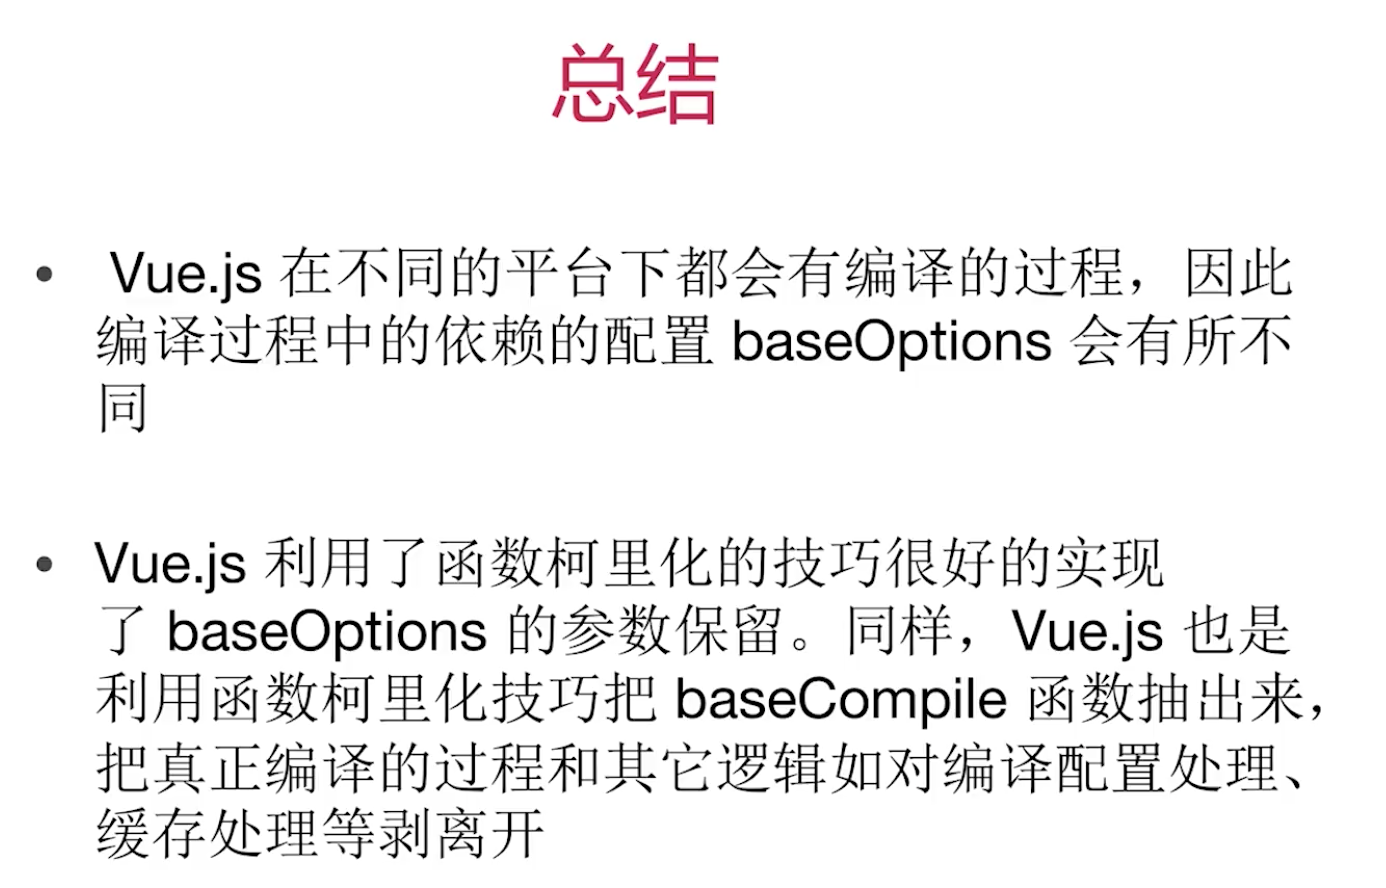 总结
• Vue.js 在不同的平台下都会有编译的过程，因此
编译过程中的依赖的配置 baseOptions 会有所不
同
• Vue.js 利用了函数柯里化的技巧很好的实现
了 baseOptions 的参数保留。同样，Vue.js 也是
利用函数柯里化技巧把 baseCompile 函数抽出来，
把真正编译的过程和其它逻辑如对编译配置处理、
缓存处理等剥离开